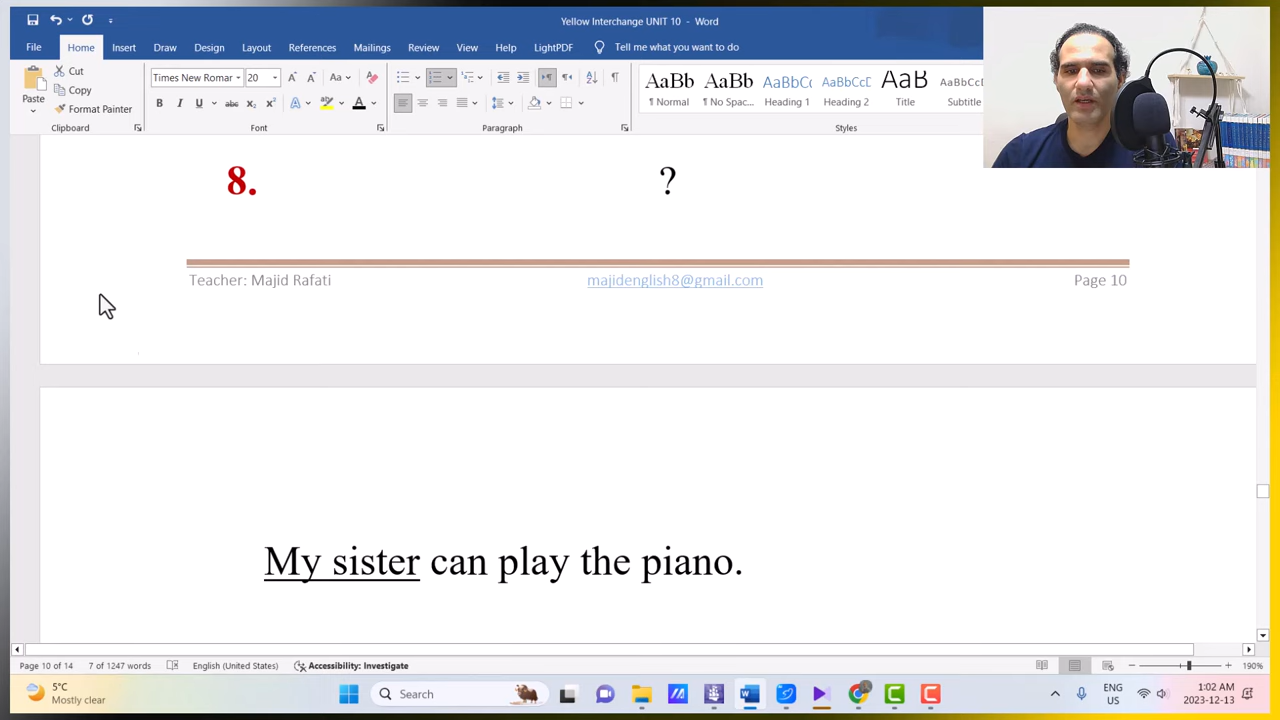 Yellow Interchange UNIT 10 - Word
File Home Insert Draw Design Layout References Mailings Review View Help LightPDF Tell me what you want to do
Paste
Cut
Copy
Format Painter
Times New Romar 20
AaBb AaBb AaBbC( AaBbCcC AaB AaBbCcD
¶ Normal ¶ No Spac... Heading 1 Heading 2 Title Subtitle
Clipboard Font Paragraph Styles
8. ?
Teacher: Majid Rafati majidenglish8@gmail.com Page 10
My sister can play the piano.
Page 10 of 14 7 of 1247 words English (United States) Accessibility: Investigate 190%
5°C
Mostly clear
Search
ENG
US
1:02 AM
2023-12-13